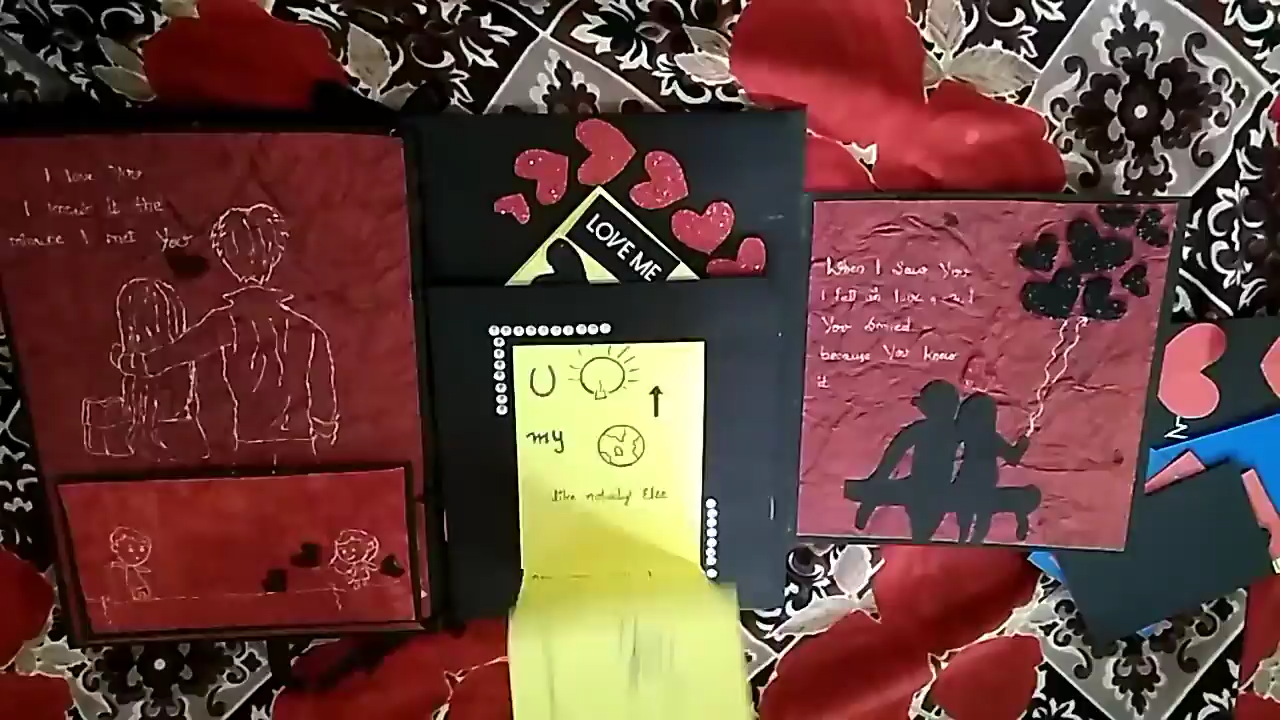 I love You
I knew it the
minute I met You
LOVE ME
U
my
like nobody Else
When I saw You
I fell in love, and
You Smiled
because You know
it